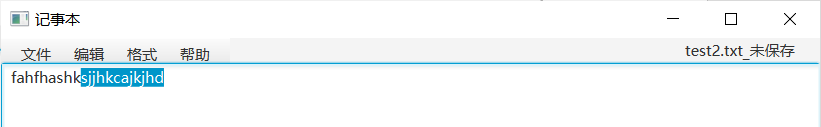 记事本
文件 编辑 格式 帮助 test2.txt_未保存
fahfhashksjjhkcajkjhd